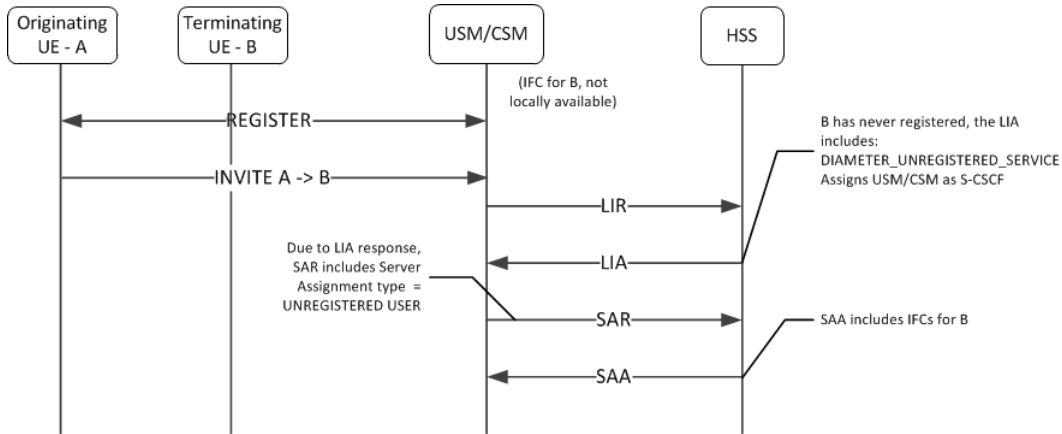 Originating
UE - A
Terminating
UE - B
USM/CSM
HSS
(IFC for B, not
locally available)
REGISTER
B has never registered, the LIA
includes:
DIAMETER_UNREGISTERED_SERVICE
Assigns USM/CSM as S-CSCF
INVITE A -> B
LIR
Due to LIA response,
SAR includes Server
Assignment type =
UNREGISTERED USER
LIA
SAR
SAA includes IFCs for B
SAA